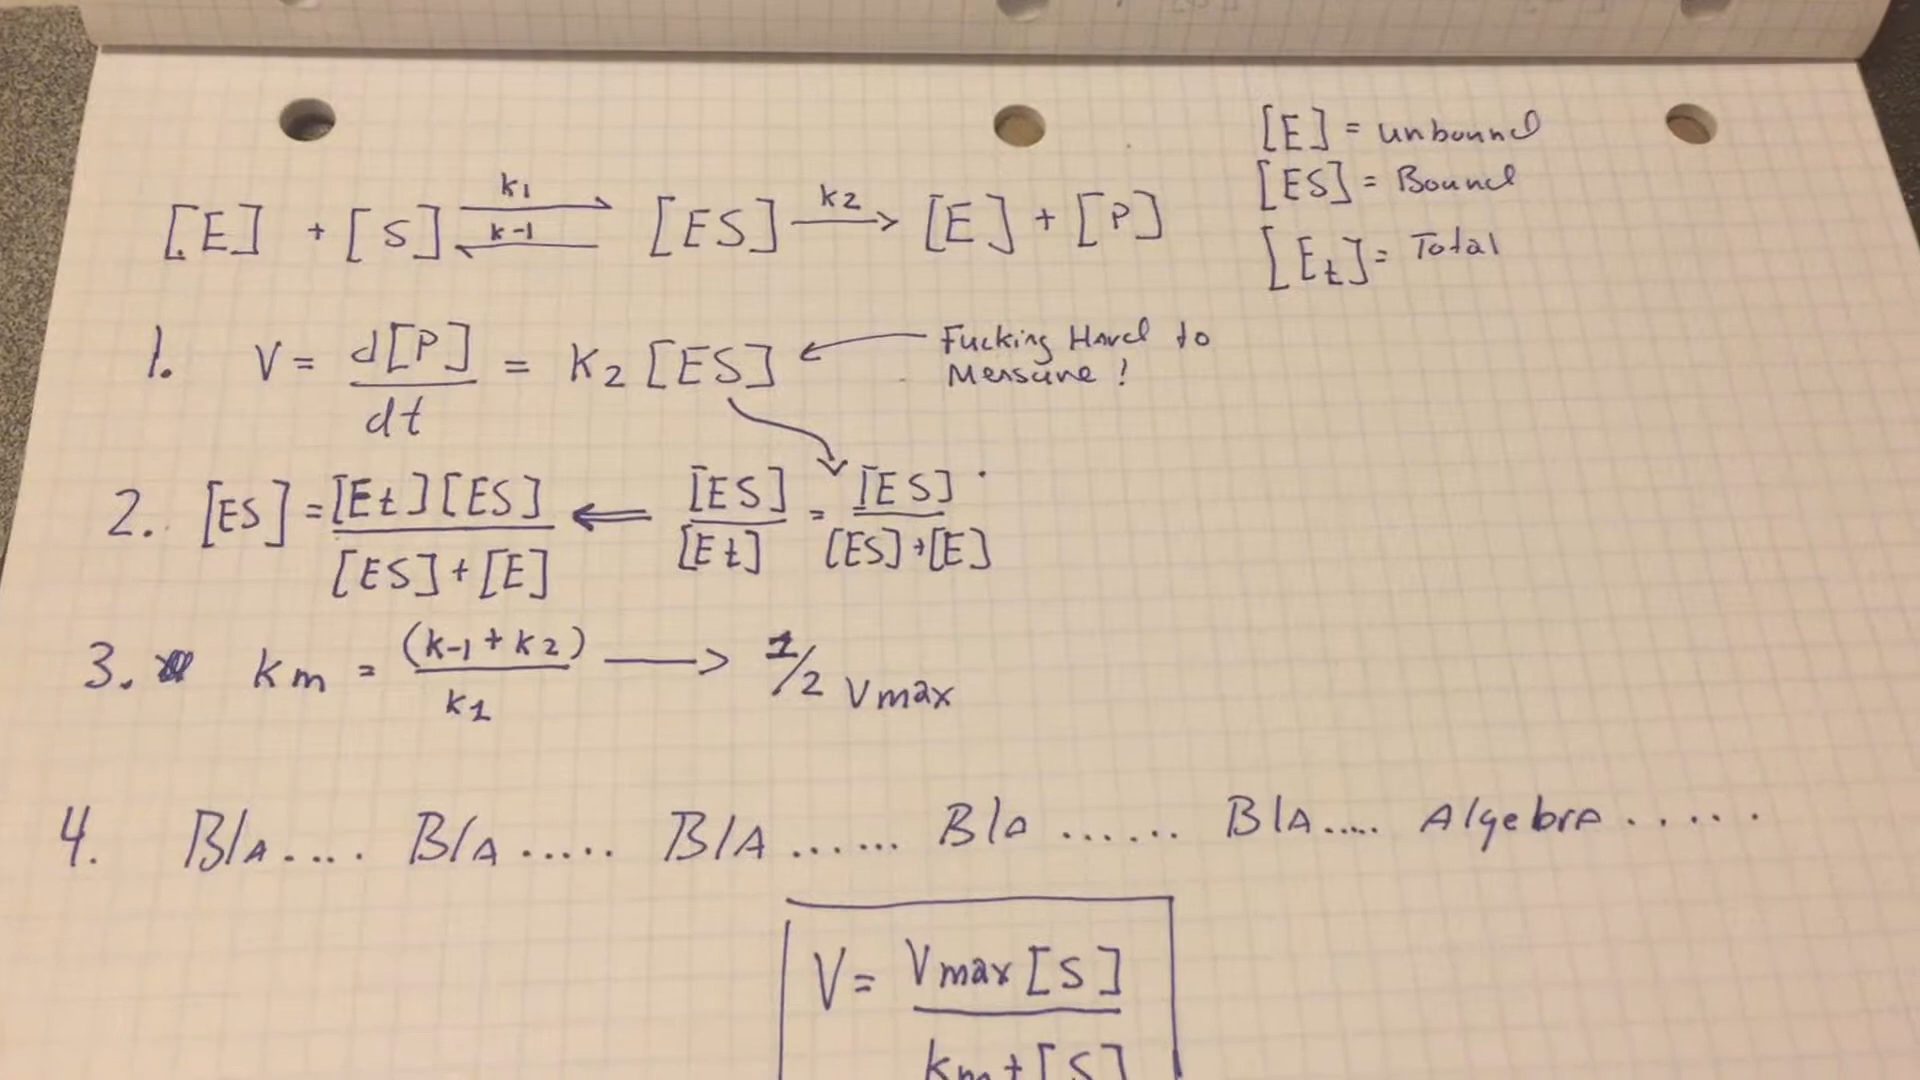 [E] = unbound
[ES] = Bound
[Et] = Total
[E] + [S] k1 k-1 [ES] k2 → [E] + [P]
1. V = d[P]/dt = K2 [ES] ← Fucking Hard to
Measure !
2. [ES] = [Et][ES]/[ES]+[E] ⇐ [ES]/[Et] = [ES]/[ES]+[E]
3. km = (k-1 + k2)/k1 → 1/2 Vmax
4. BlA.... BlA..... BlA...... Bla...... BlA..... AlgebrA......
V = Vmax [S]
km + [S]